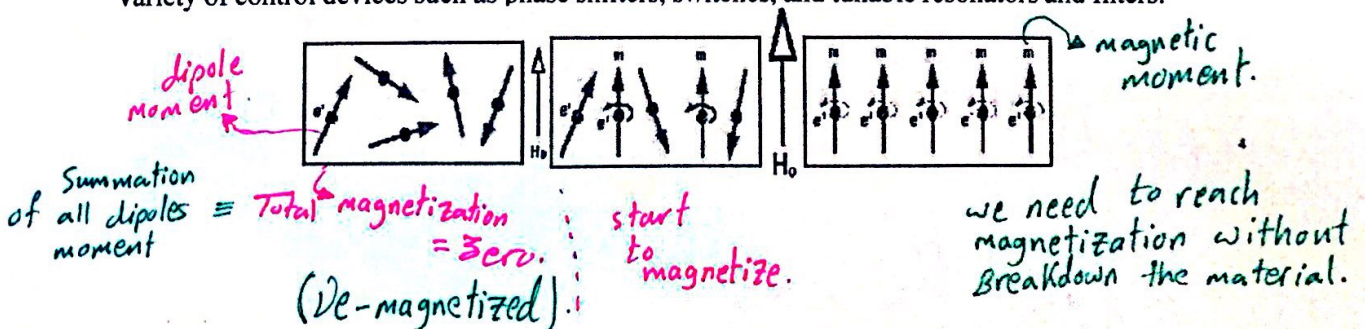 variety of control devices such as phase shifters, switches, and tunable resonators and filters.
dipole
moment
magnetic
moment.
e'
H₀
m
m
e'
e'
H₀
m
m
m
m
m
e'
e'
e'
e'
e'
Summation
of all dipoles ≡ Total magnetization
moment
= Zero.
(De-magnetized).
start
to
magnetize.
we need to reach
magnetization without
Breakdown the material.